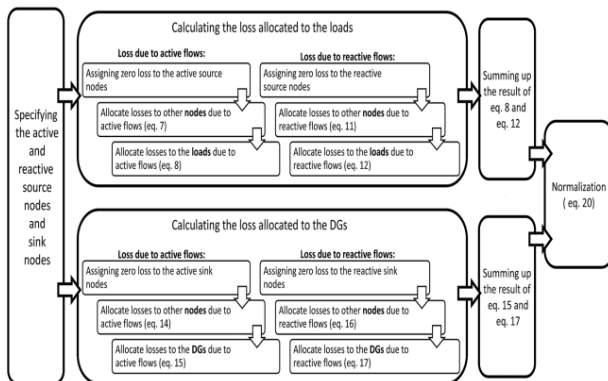 Specifying
the active
and
reactive
source
nodes
and
sink
nodes
Calculating the loss allocated to the loads
Loss due to active flows:
Assigning zero loss to the active source
nodes
Allocate losses to other nodes due to
active flows (eq. 7)
Allocate losses to the loads due to
active flows (eq. 8)
Loss due to reactive flows:
Assigning zero loss to the reactive
source nodes
Allocate losses to other nodes due to
reactive flows (eq. 11)
Allocate losses to the loads due to
reactive flows (eq. 12)
Summing up
the result of
eq. 8 and
eq. 12
Calculating the loss allocated to the DGs
Loss due to active flows:
Assigning zero loss to the active sink
nodes
Allocate losses to other nodes due to
active flows (eq. 14)
Allocate losses to the DGs due to
active flows (eq. 15)
Loss due to reactive flows:
Assigning zero loss to the reactive sink
nodes
Allocate losses to other nodes due to
reactive flows (eq. 16)
Allocate losses to the DGs due to
reactive flows (eq. 17)
Summing up
the result of
eq. 15 and
eq. 17
Normalization
( eq. 20)